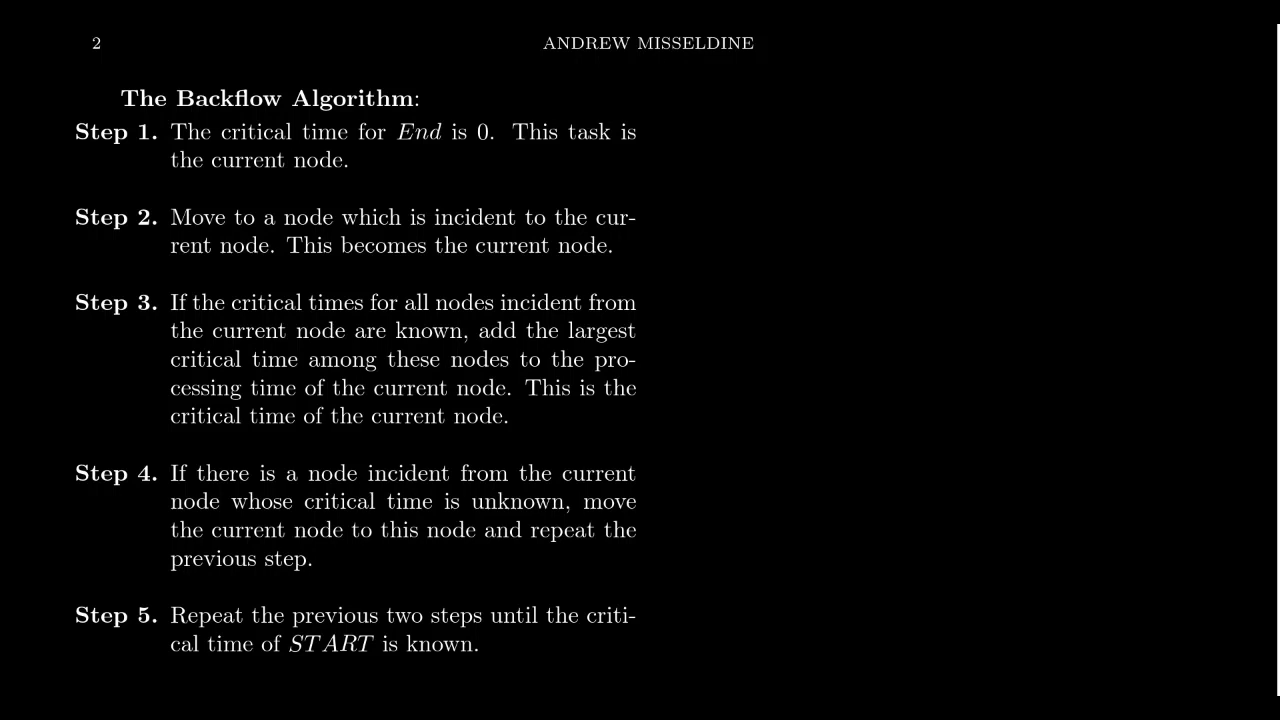 2
ANDREW MISSELDINE
The Backflow Algorithm:
Step 1. The critical time for End is 0. This task is
the current node.
Step 2. Move to a node which is incident to the cur-
rent node. This becomes the current node.
Step 3. If the critical times for all nodes incident from
the current node are known, add the largest
critical time among these nodes to the pro-
cessing time of the current node. This is the
critical time of the current node.
Step 4. If there is a node incident from the current
node whose critical time is unknown, move
the current node to this node and repeat the
previous step.
Step 5. Repeat the previous two steps until the criti-
cal time of START is known.